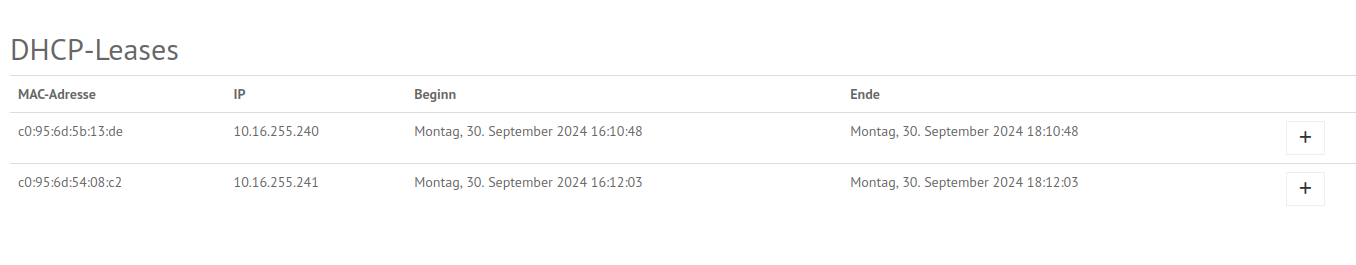 DHCP-Leases
MAC-Adresse IP Beginn Ende
c0:95:6d:5b:13:de 10.16.255.240 Montag, 30. September 2024 16:10:48 Montag, 30. September 2024 18:10:48 +
c0:95:6d:54:08:c2 10.16.255.241 Montag, 30. September 2024 16:12:03 Montag, 30. September 2024 18:12:03 +